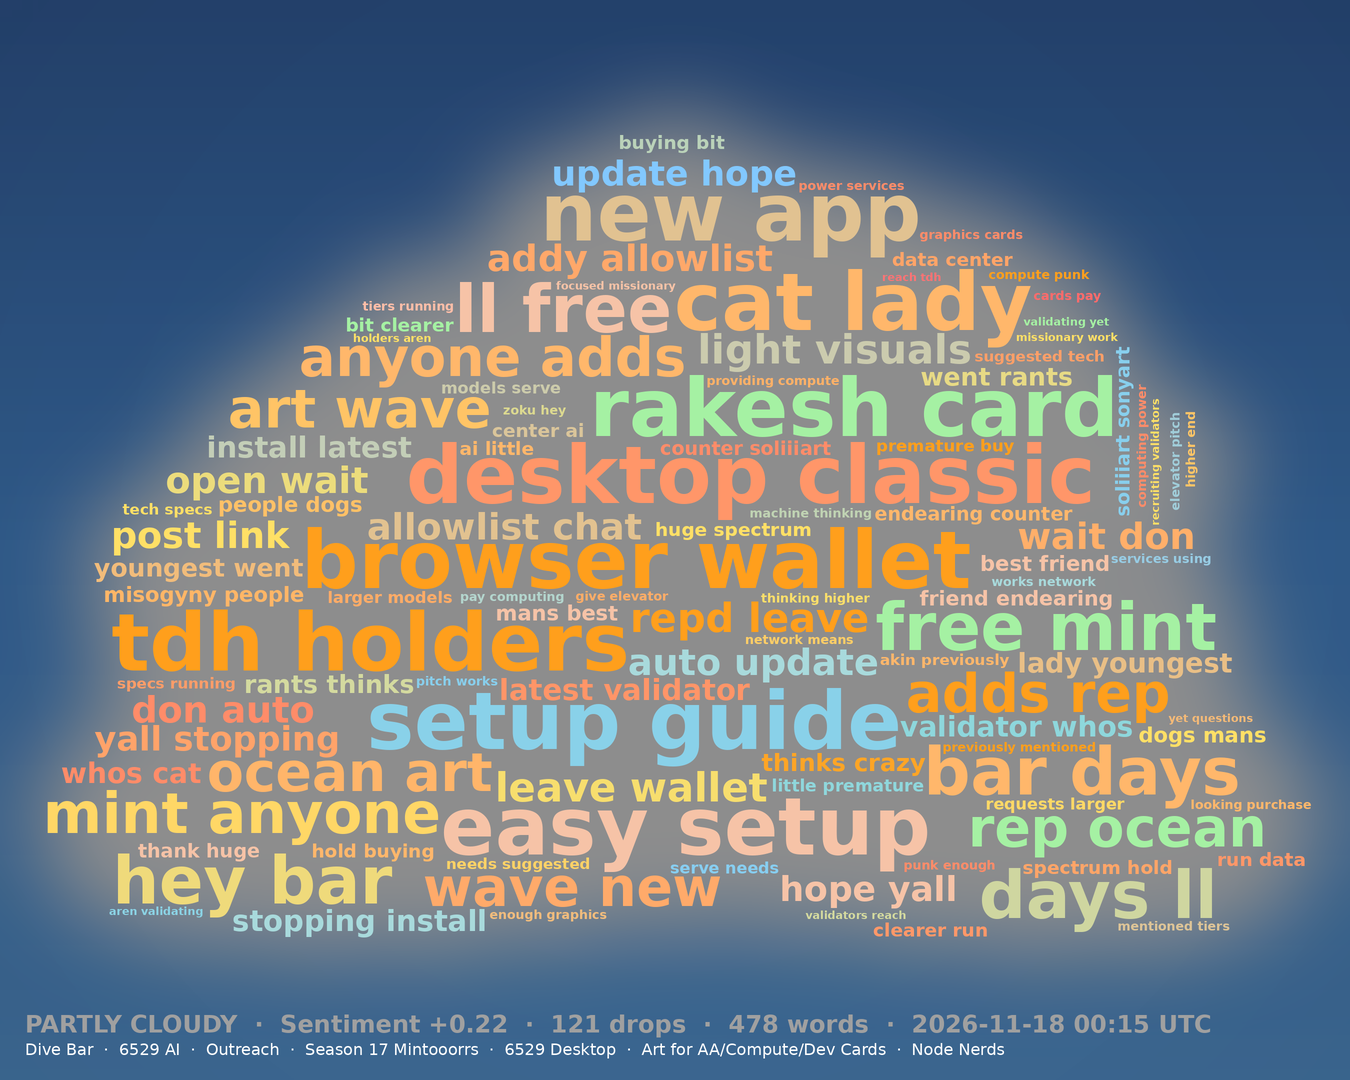 buying bit
update hope
power services
new app
graphics cards
addy allowlist
data center
reach tdh
compute punk
focused missionary
cards pay
tiers running
ll free
cat lady
bit clearer
validating yet
holders aren
missionary work
anyone adds
light visuals
suggested tech
went rants
providing compute
models serve
art wave
zoku hey
rakesh card
center ai
soliiiart sonyart
computing power
recruiting validators
elevator pitch
higher end
install latest
ai little
counter soliiiart
premature buy
open wait
desktop classic
people dogs
tech specs
machine thinking
endearing counter
post link
allowlist chat
huge spectrum
wait don
browser wallet
best friend
services using
youngest went
works network
misogyny people
larger models
pay computing
give elevator
thinking higher
friend endearing
mans best
repd leave
free mint
network means
tdh holders
auto update
akin previously
lady youngest
specs running
rants thinks
pitch works
latest validator
adds rep
don auto
setup guide
validator whos
yet questions
yall stopping
dogs mans
previously mentioned
whos cat
ocean art
thinks crazy
bar days
leave wallet
little premature
mint anyone
requests larger
looking purchase
easy setup
rep ocean
thank huge
hold buying
needs suggested
serve needs
punk enough
spectrum hold
run data
hey bar
wave new
hope yall
days ll
aren validating
stopping install
enough graphics
validators reach
clearer run
mentioned tiers
PARTLY CLOUDY · Sentiment +0.22 · 121 drops · 478 words · 2026-11-18 00:15 UTC
Dive Bar · 6529 AI · Outreach · Season 17 Mintooorrs · 6529 Desktop · Art for AA/Compute/Dev Cards · Node Nerds